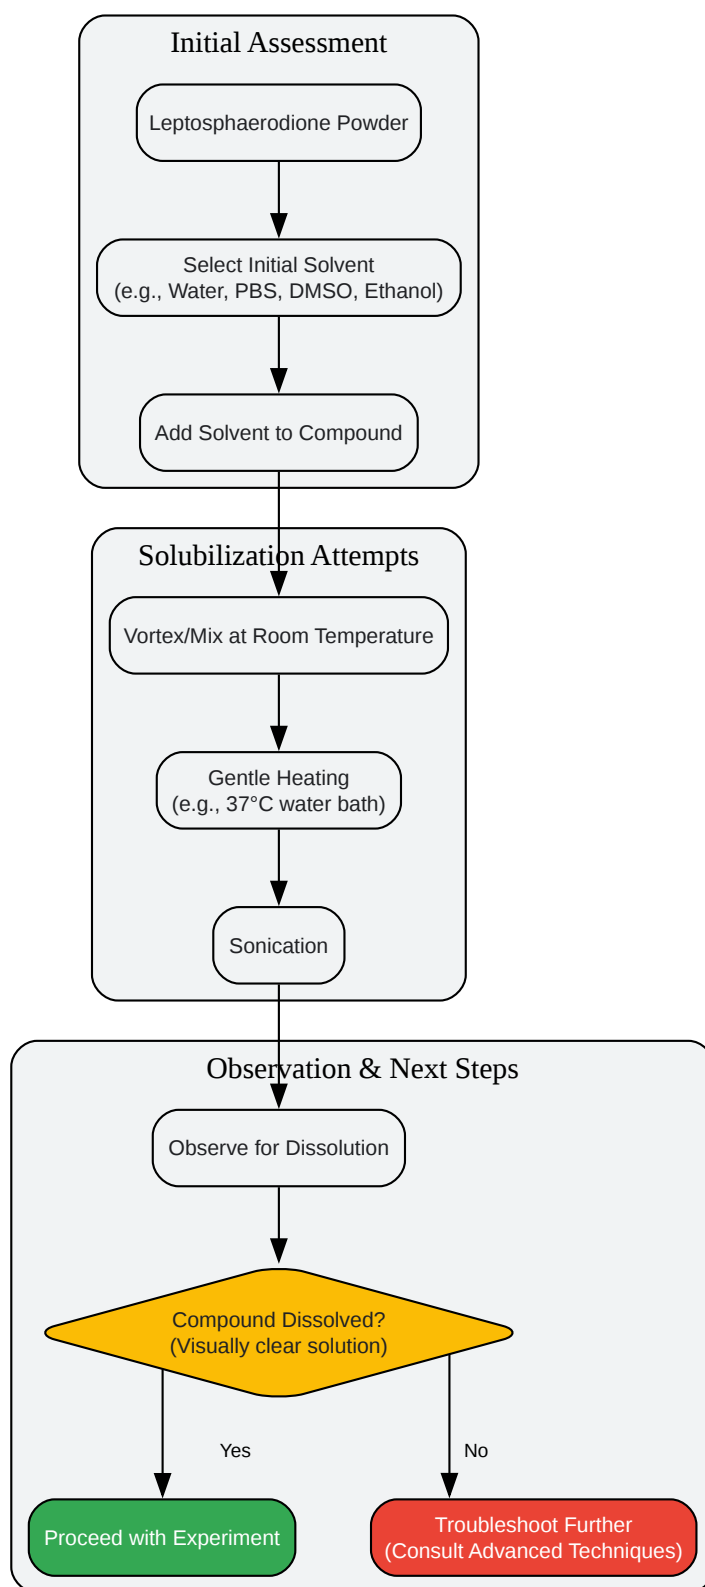 Initial Assessment
Leptosphaerodione Powder
Select Initial Solvent
(e.g., Water, PBS, DMSO, Ethanol)
Add Solvent to Compound
Solubilization Attempts
Vortex/Mix at Room Temperature
Gentle Heating
(e.g., 37°C water bath)
Sonication
Observation & Next Steps
Observe for Dissolution
Compound Dissolved?
(Visually clear solution)
Yes
No
Proceed with Experiment
Troubleshoot Further
(Consult Advanced Techniques)